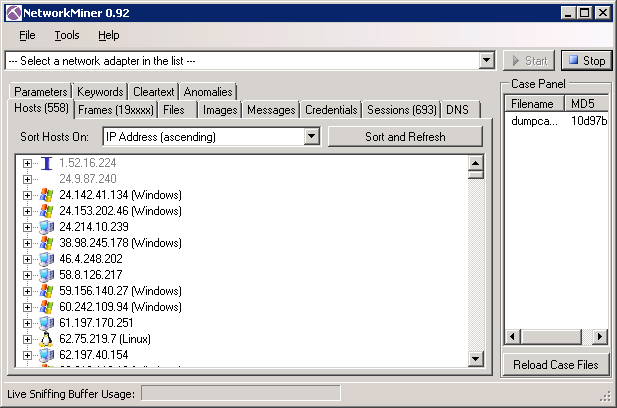 NetworkMiner 0.92
File Tools Help
--- Select a network adapter in the list ---
Start
Stop
Parameters Keywords Cleartext Anomalies
Hosts (558) Frames (19xxxx) Files Images Messages Credentials Sessions (693) DNS
Sort Hosts On: IP Address (ascending) Sort and Refresh
1.52.16.224
24.9.87.240
24.142.41.134 (Windows)
24.153.202.46 (Windows)
24.214.10.239
38.98.245.178 (Windows)
46.4.248.202
58.8.126.217
59.156.140.27 (Windows)
60.242.109.94 (Windows)
61.197.170.251
62.75.219.7 (Linux)
62.197.40.154
Case Panel
Filename MD5
dumpca... 10d97b
Reload Case Files
Live Sniffing Buffer Usage: